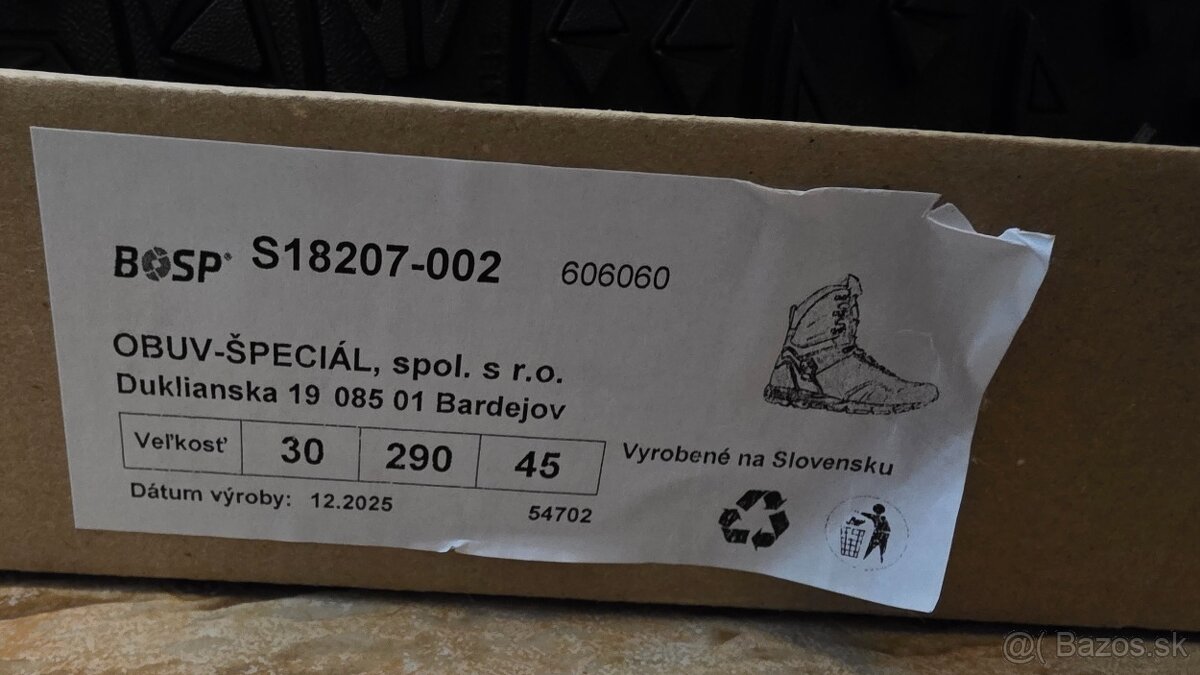 BOSP® S18207-002 606060
OBUV-ŠPECIÁL, spol. s r.o.
Duklianska 19 085 01 Bardejov
Veľkosť 30 290 45
Vyrobené na Slovensku
Dátum výroby: 12.2025 54702
@( Bazos.sk